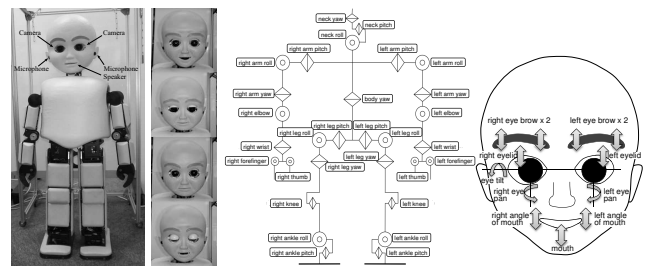 Camera
Camera
Microphone
Microphone
Speaker
neck yaw
neck pitch
neck roll
right arm pitch
left arm pitch
right arm roll
left arm roll
right arm yaw
body yaw
left arm yaw
right elbow
left elbow
right leg pitch
left leg pitch
right leg roll
left leg roll
right wrist
left wrist
left leg yaw
right forefinger
left forefinger
right leg yaw
right thumb
left thumb
right knee
left knee
right ankle roll
left ankle roll
right ankle pitch
left ankle pitch
right eye brow x 2
left eye brow x 2
right eyelid
left eyelid
eye tilt
right eye
pan
left eye
pan
right angle
of mouth
left angle
of mouth
mouth